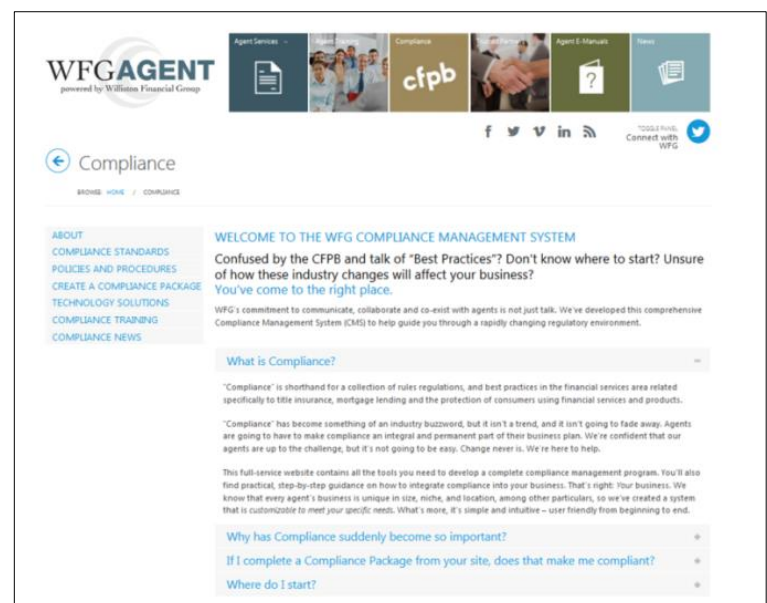 WFGAGENT
powered by Williston Financial Group
Agent Services
Agent Training
Compliance
cfpb
Agent E-Manuals
?
News
f
in
TOGGLE PANEL
Connect with
WFG
Compliance
BROWSE: HOME / COMPLIANCE
ABOUT
COMPLIANCE STANDARDS
POLICIES AND PROCEDURES
CREATE A COMPLIANCE PACKAGE
TECHNOLOGY SOLUTIONS
COMPLIANCE TRAINING
COMPLIANCE NEWS
WELCOME TO THE WFG COMPLIANCE MANAGEMENT SYSTEM
Confused by the CFPB and talk of "Best Practices"? Don't know where to start? Unsure
of how these industry changes will affect your business?
You've come to the right place.
WFG's commitment to communicate, collaborate and co-exist with agents is not just talk. We've developed this comprehensive
Compliance Management System (CMS) to help guide you through a rapidly changing regulatory environment.
What is Compliance?
"Compliance" is shorthand for a collection of rules regulations, and best practices in the financial services area related
specifically to title insurance, mortgage lending and the protection of consumers using financial services and products.
"Compliance" has become something of an industry buzzword, but it isn't a trend, and it isn't going to fade away. Agents
are going to have to make compliance an integral and permanent part of their business plan. We're confident that our
agents are up to the challenge, but it's not going to be easy. Change never is. We're here to help.
This full-service website contains all the tools you need to develop a complete compliance management program. You'll also
find practical, step-by-step guidance on how to integrate compliance into your business. That's right: Your business. We
know that every agent's business is unique in size, niche, and location, among other particulars, so we've created a system
that is customizable to meet your specific needs. What's more, it's simple and intuitive – user friendly from beginning to end.
Why has Compliance suddenly become so important?
If I complete a Compliance Package from your site, does that make me compliant?
Where do I start?